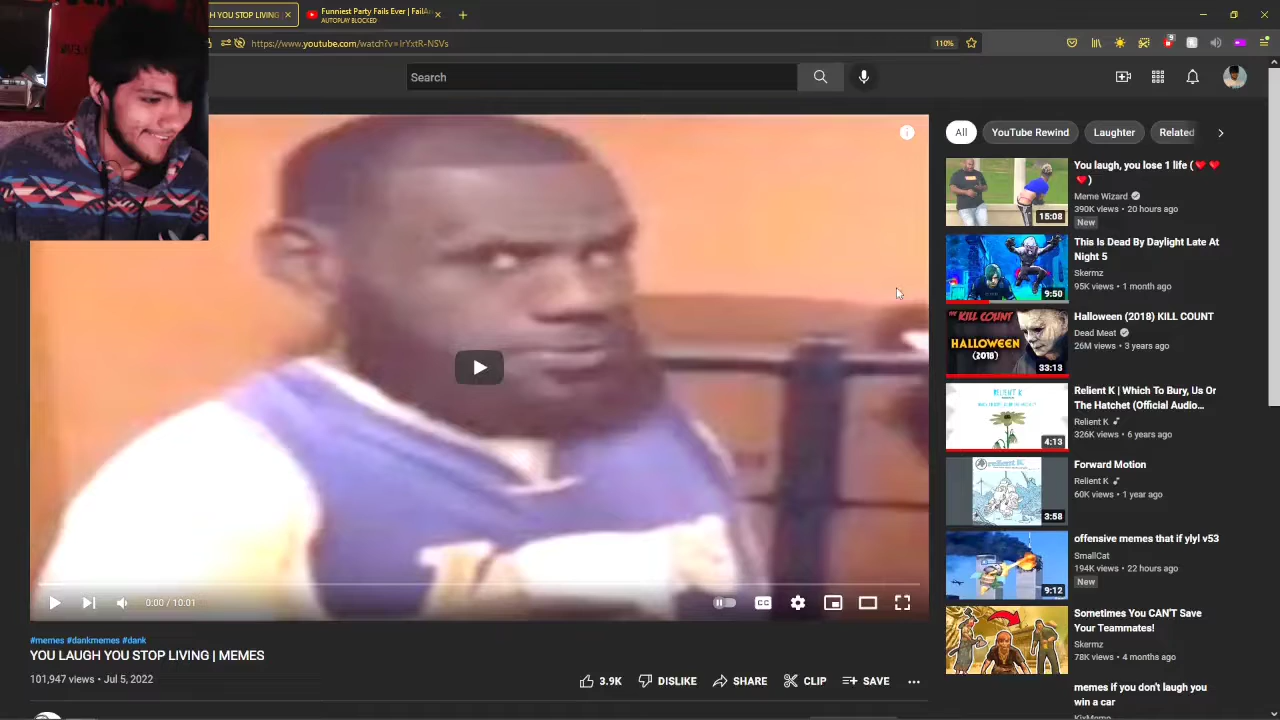 H YOU STOP LIVING
Funniest Party Fails Ever | FailAr
AUTOPLAY BLOCKED
110%
Search
All
YouTube Rewind
Laughter
Related
You laugh, you lose 1 life (❤️ ❤️
❤️)
Meme Wizard
390K views • 20 hours ago
New
15:08
This Is Dead By Daylight Late At
Night 5
Skermz
95K views • 1 month ago
9:50
THE KILL COUNT
HALLOWEEN
(2018)
33:13
Halloween (2018) KILL COUNT
Dead Meat
26M views • 3 years ago
RELIENT K
4:13
Relient K | Which To Bury, Us Or
The Hatchet (Official Audio...
Relient K
326K views • 6 years ago
relient k
3:58
Forward Motion
Relient K
60K views • 1 year ago
offensive memes that if ylyl v53
SmallCat
194K views • 22 hours ago
New
9:12
Sometimes You CAN'T Save
Your Teammates!
Skermz
78K views • 4 months ago
memes if you don't laugh you
win a car
KixMemo
0:00 / 10:01
CC
#memes #dankmemes #dank
YOU LAUGH YOU STOP LIVING | MEMES
101,947 views • Jul 5, 2022
3.9K
DISLIKE
SHARE
CLIP
SAVE